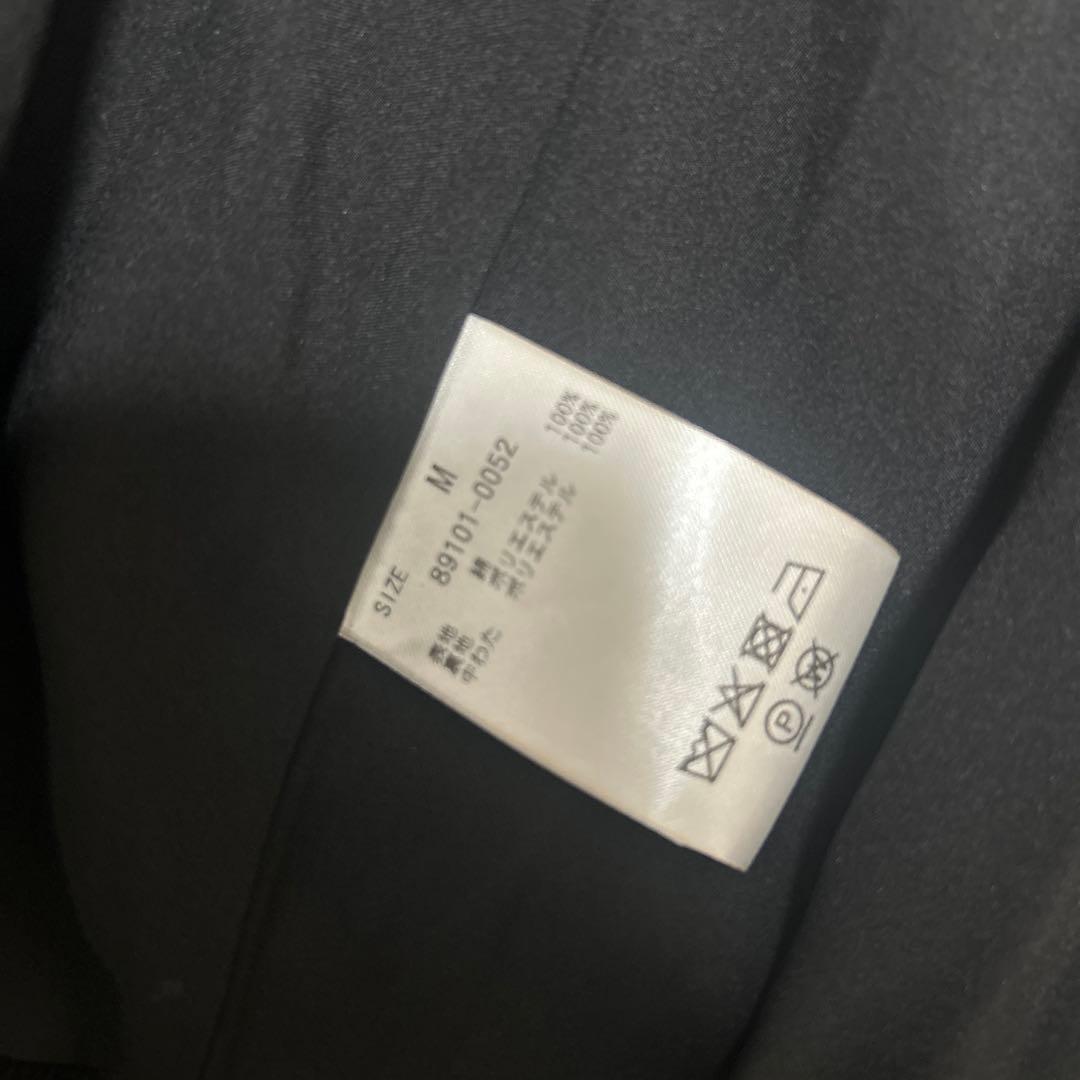 SIZE M
89101-0052
表地 綿 100%
裏地 ポリエステル 100%
中わた ポリエステル 100%
P
W